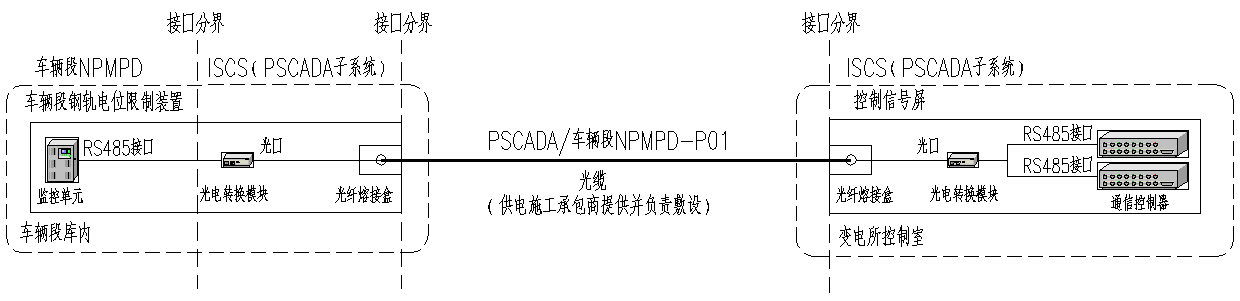 接口分界
接口分界
接口分界
车辆段NPMPD
ISCS(PSCADA子系统)
ISCS(PSCADA子系统)
车辆段钢轨电位限制装置
控制信号屏
RS485接口
光口
PSCADA/车辆段NPMPD-P01
光口
RS485接口
RS485接口
光缆
监控单元
光电转换模块
光纤熔接盒
(供电施工承包商提供并负责敷设)
光纤熔接盒
光电转换模块
通信控制器
车辆段库内
变电所控制室